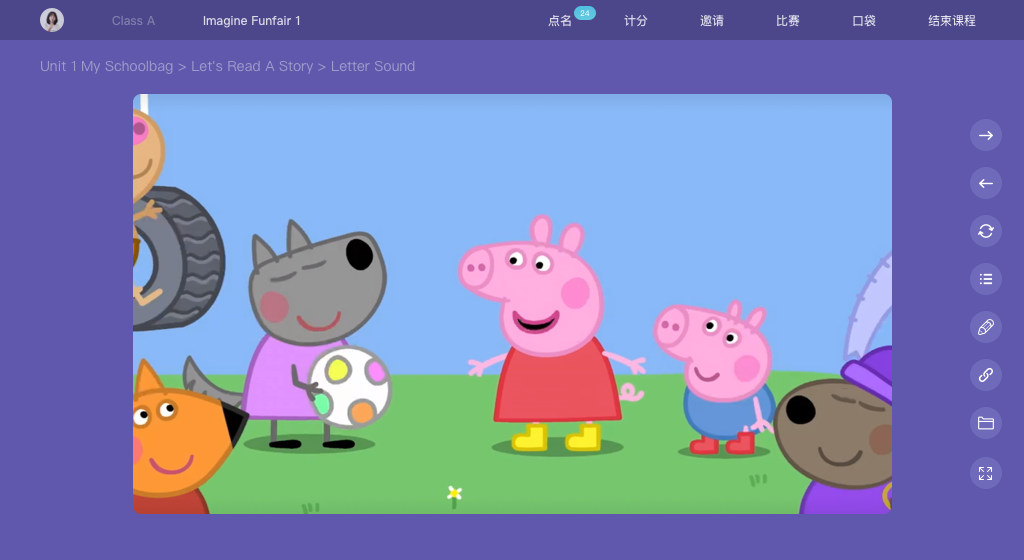 Class A
Imagine Funfair 1
点名
24
计分
邀请
比赛
口袋
结束课程
Unit 1 My Schoolbag > Let's Read A Story > Letter Sound